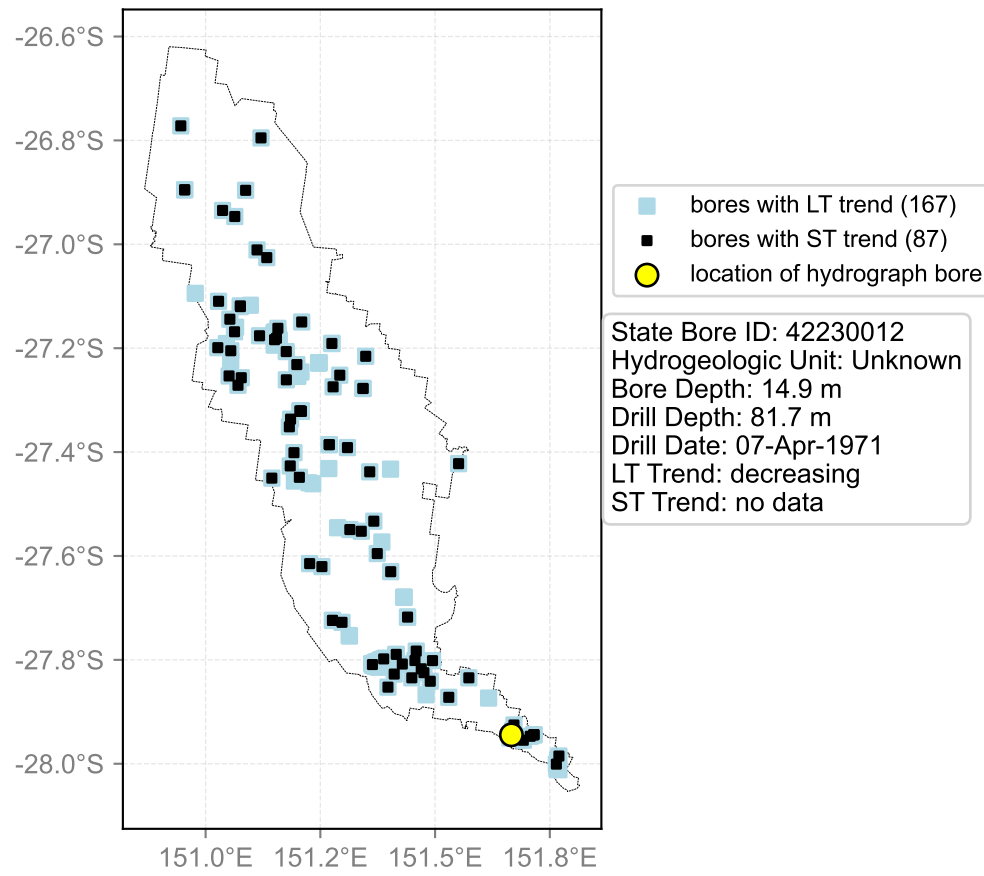 -26.6°S
-26.8°S
-27.0°S
-27.2°S
-27.4°S
-27.6°S
-27.8°S
-28.0°S
151.0°E
151.2°E
151.5°E
151.8°E
bores with LT trend (167)
bores with ST trend (87)
location of hydrograph bore
State Bore ID: 42230012
Hydrogeologic Unit: Unknown
Bore Depth: 14.9 m
Drill Depth: 81.7 m
Drill Date: 07-Apr-1971
LT Trend: decreasing
ST Trend: no data